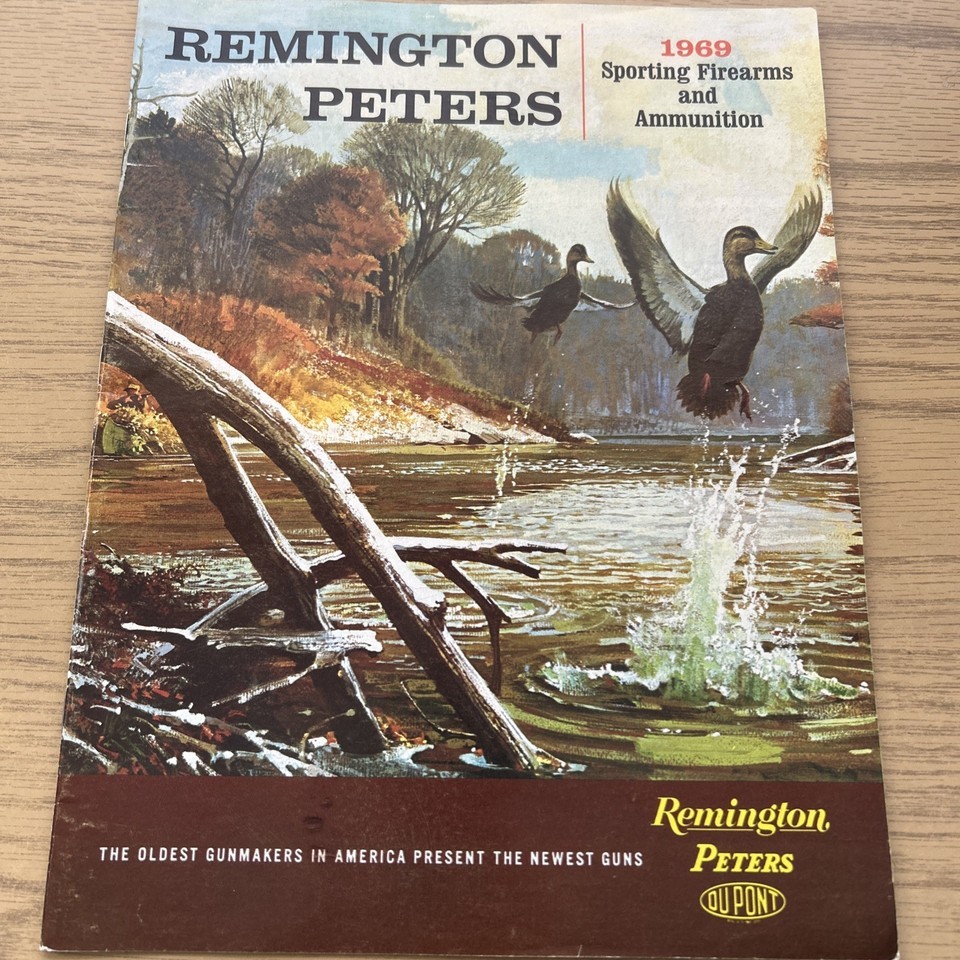 REMINGTON
PETERS
1969
Sporting Firearms
and
Ammunition
THE OLDEST GUNMAKERS IN AMERICA PRESENT THE NEWEST GUNS
Remington
PETERS
DU PONT